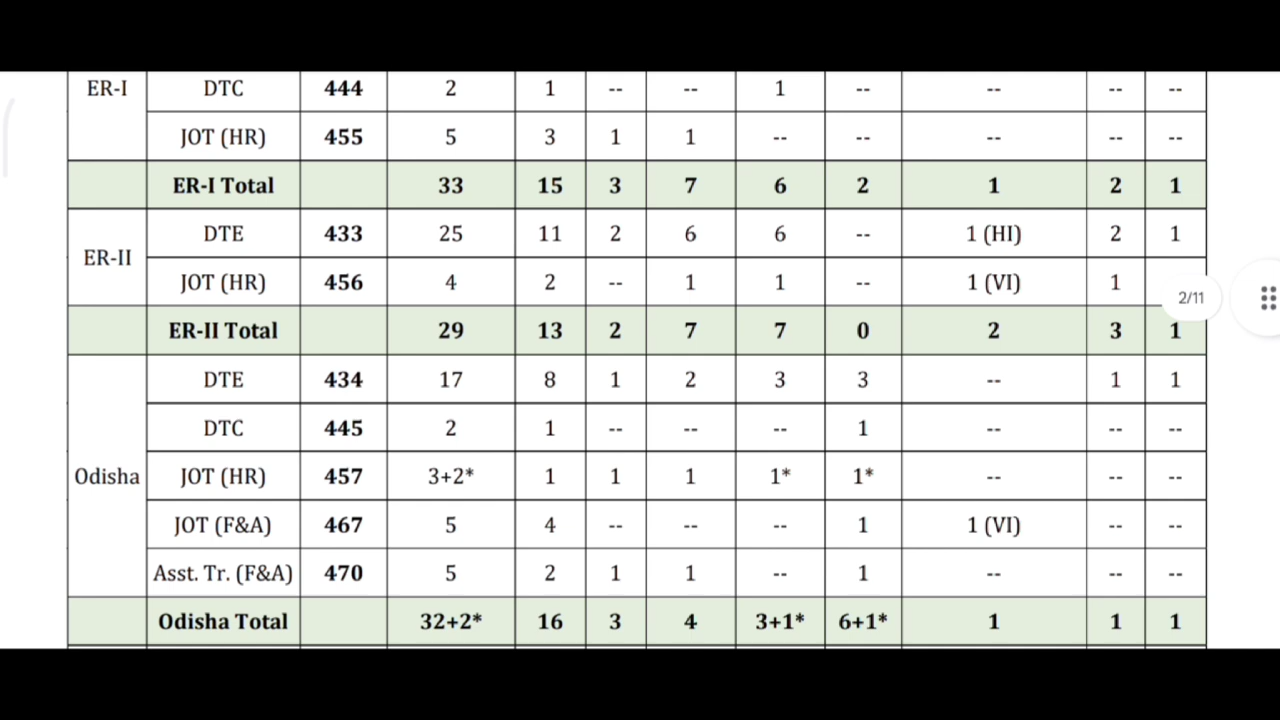 ER-I DTC 444 2 1 -- -- 1 -- -- -- --
JOT (HR) 455 5 3 1 1 -- -- -- -- --
ER-I Total 33 15 3 7 6 2 1 2 1
ER-II DTE 433 25 11 2 6 6 -- 1 (HI) 2 1
JOT (HR) 456 4 2 -- 1 1 -- 1 (VI) 1
2/11
ER-II Total 29 13 2 7 7 0 2 3 1
Odisha DTE 434 17 8 1 2 3 3 -- 1 1
DTC 445 2 1 -- -- -- 1 -- -- --
JOT (HR) 457 3+2* 1 1 1 1* 1* -- -- --
JOT (F&A) 467 5 4 -- -- -- 1 1 (VI) -- --
Asst. Tr. (F&A) 470 5 2 1 1 -- 1 -- -- --
Odisha Total 32+2* 16 3 4 3+1* 6+1* 1 1 1